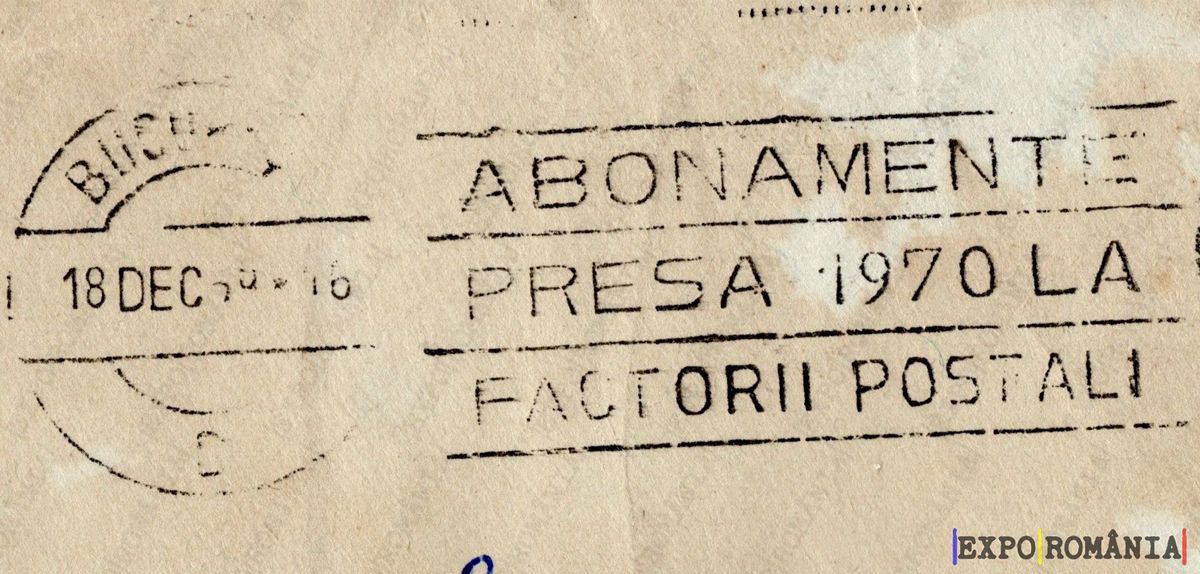 ABONAMENTE
18 DEC
PRESA 1970 LA
FACTORII POSTALI
C
EXPO ROMÂNIA